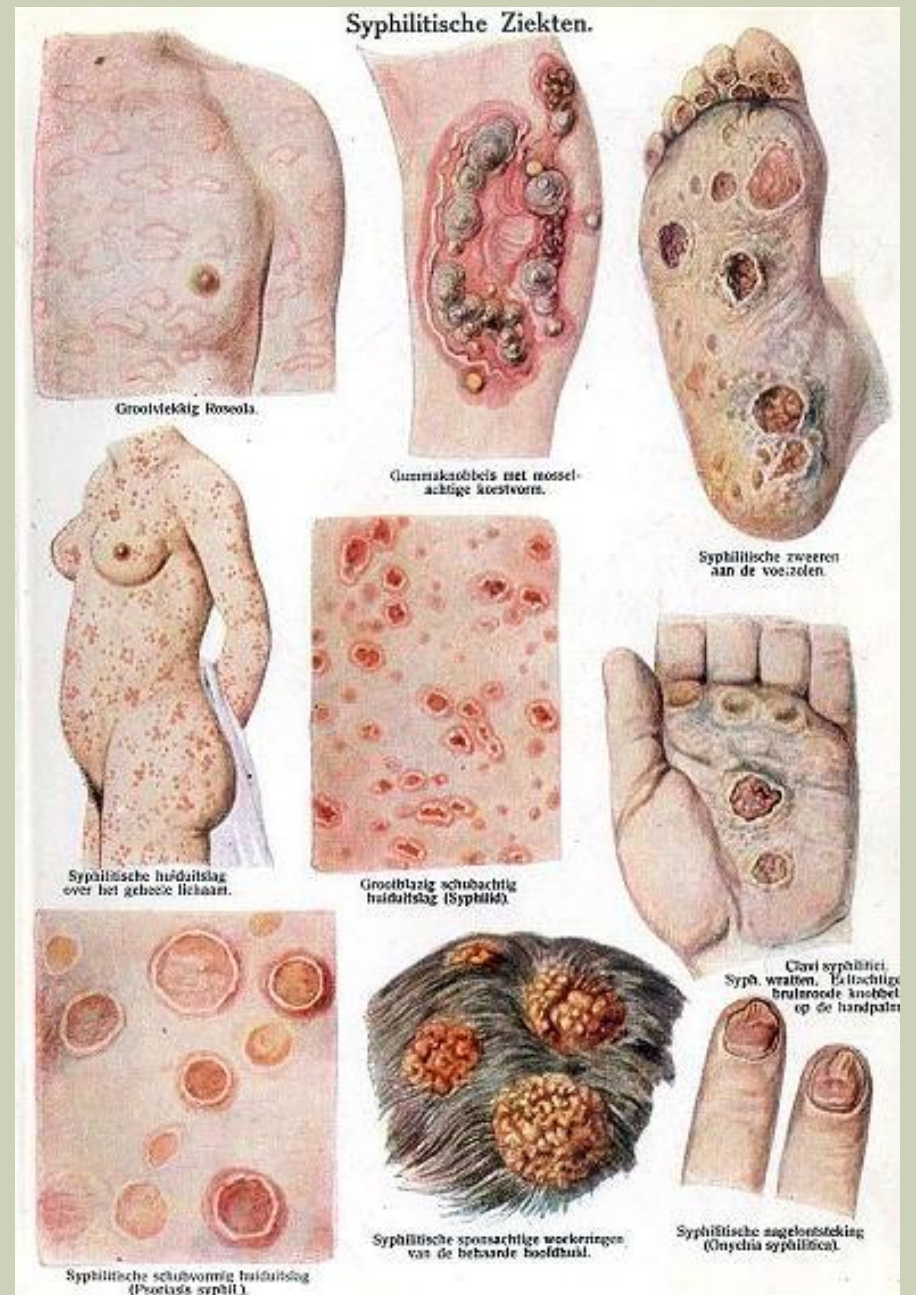 Syphilitische Ziekten.
Grootvlekkig Roseola.
Gummaknobbels met mossel-
achtige korstvorm.
Syphilitische zweeren
aan de voetzolen.
Syphilitische huiduitslag
over het geheele lichaam.
Grootblazig schubachtig
huiduitslag (Syphilid).
Clavi syphilitici.
Syph. wratten. Eeltachtige
bruinroode knobbel
op de handpalm
Syphilitische schubvormig huiduitslag
(Psoriasis syphil.).
Syphilitische sponsachtige woekeringen
van de behaarde hoofdhuid.
Syphilitische nagelontsteking
(Onychia syphilitica).